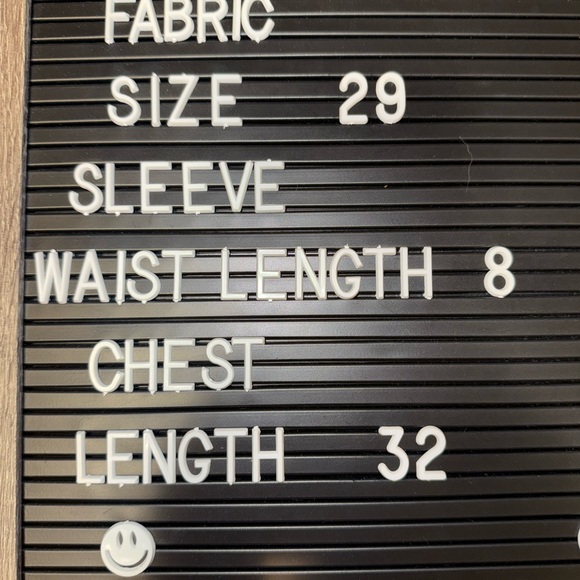 FABRIC
SIZE 29
SLEEVE
WAIST LENGTH 8
CHEST
LENGTH 32